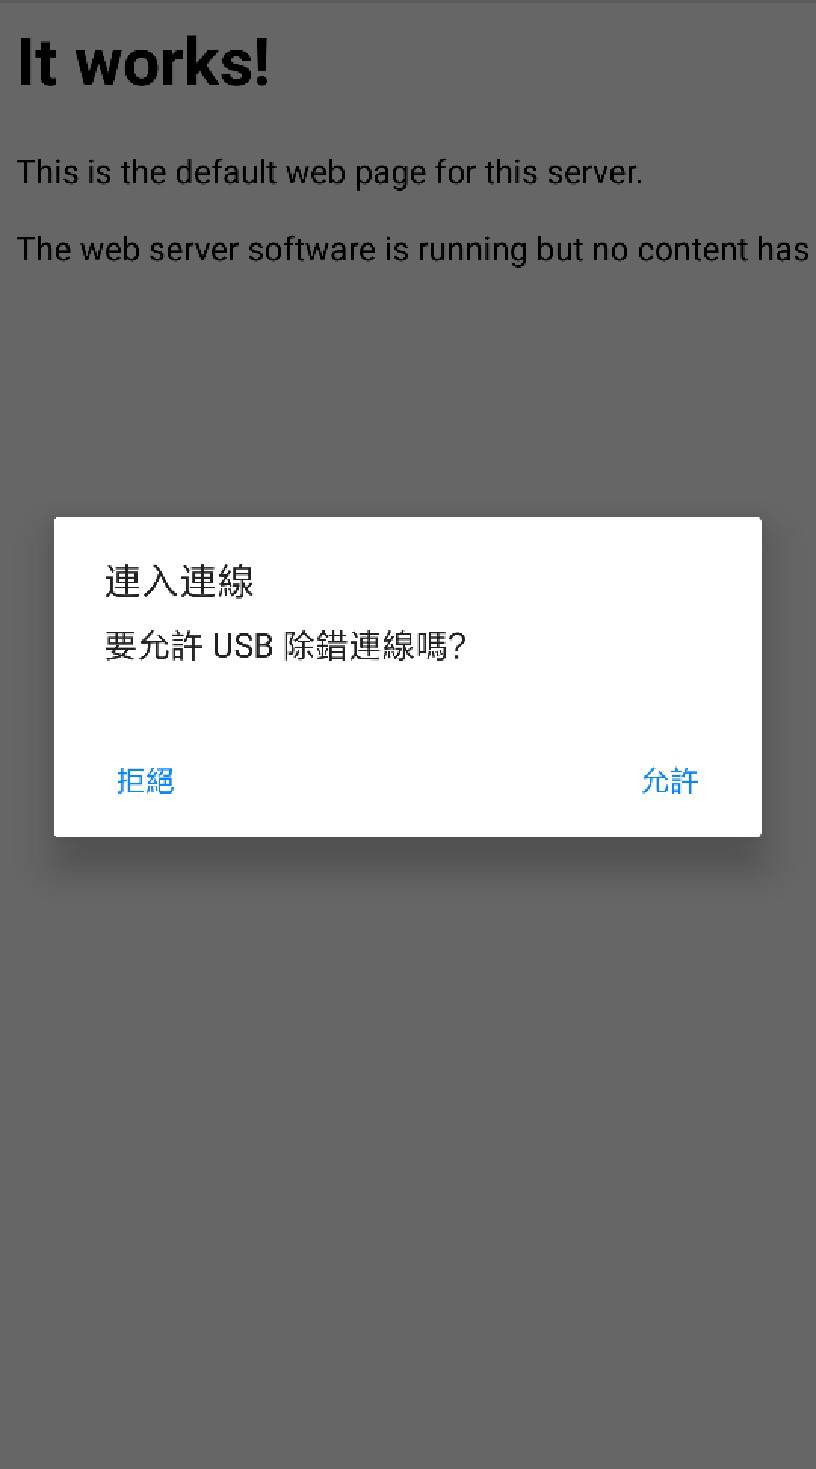 It works!
This is the default web page for this server.
The web server software is running but no content has
連入連線
要允許 USB 除錯連線嗎?
拒絕
允許